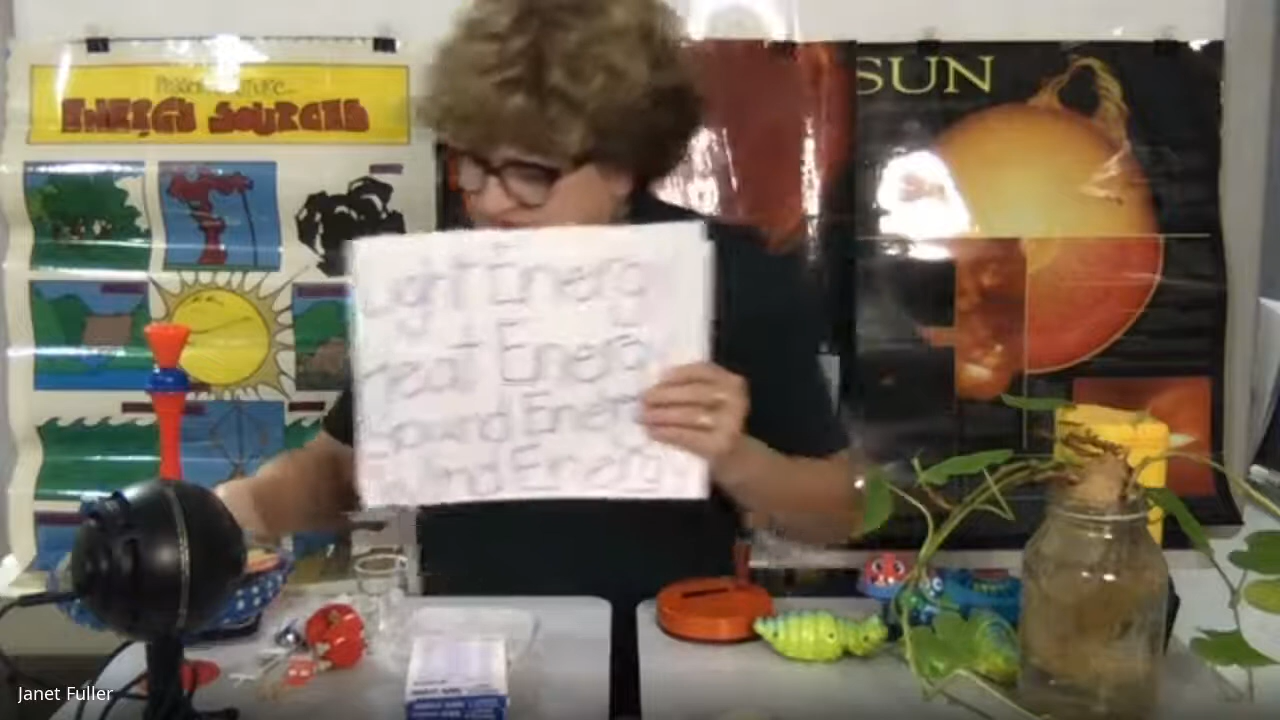 ENERGY SOURCES
SUN
Light Energy
Heat Energy
Sound Energy
Wind Energy
Janet Fuller